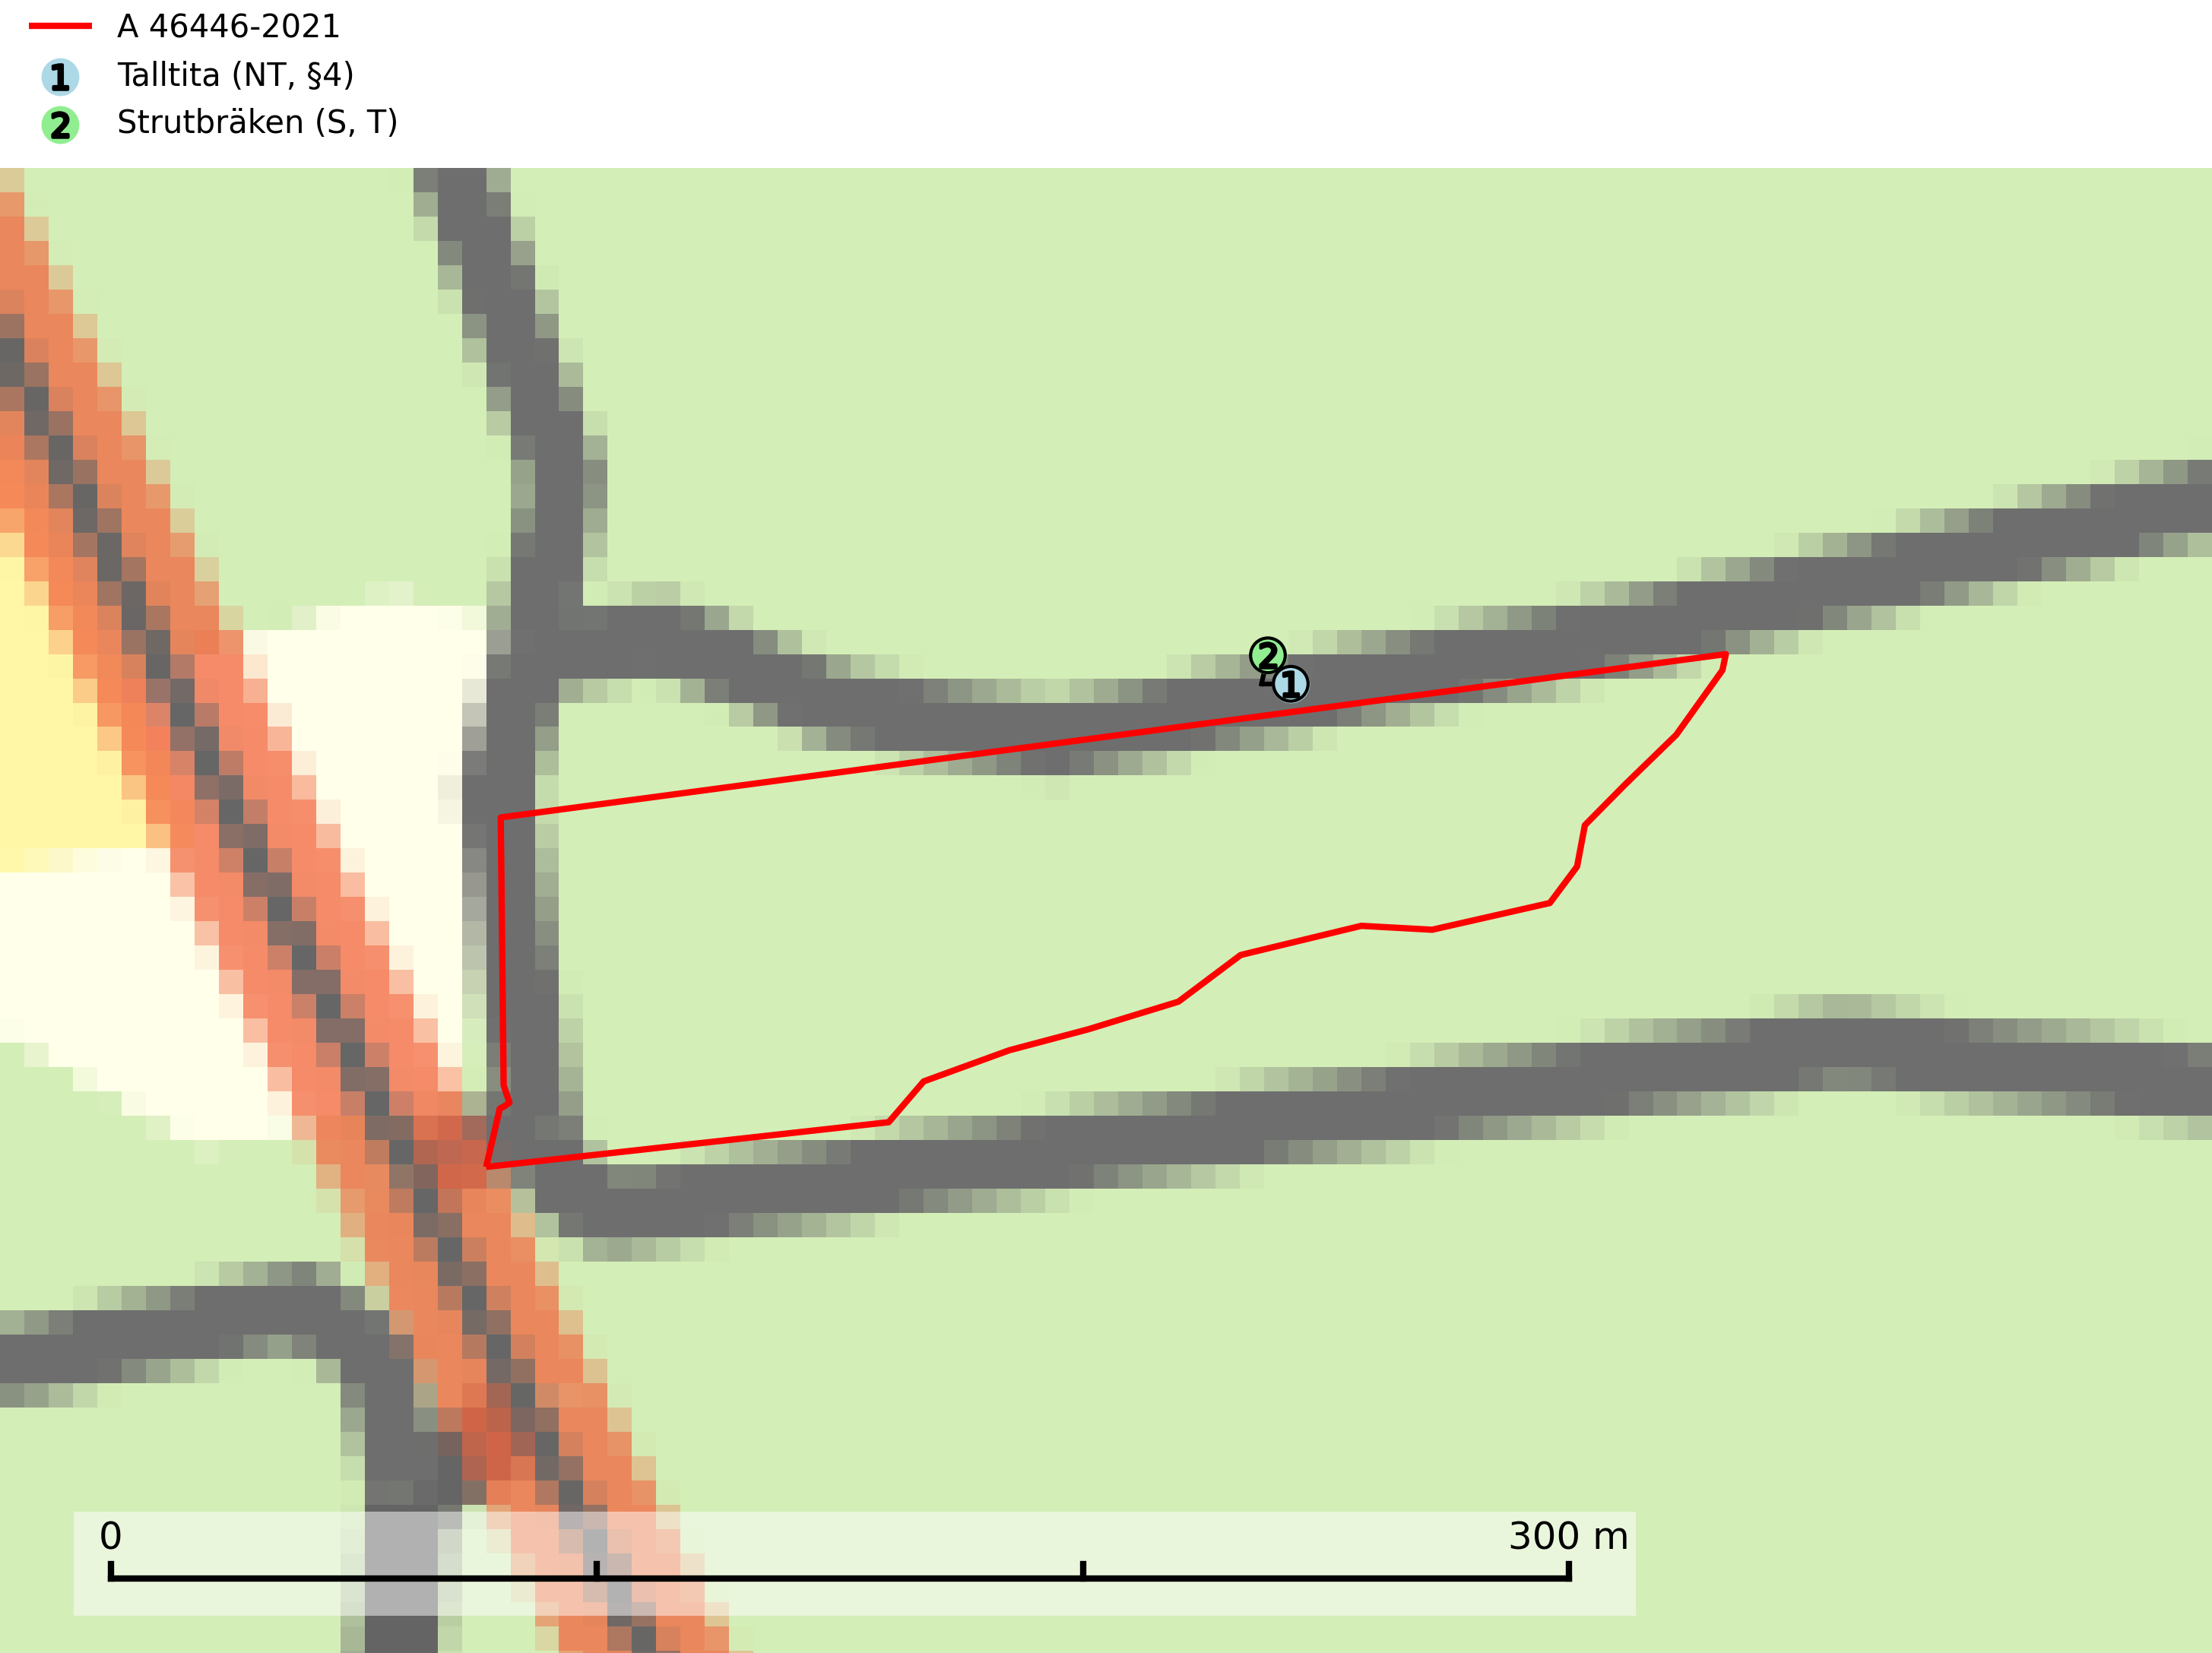 A 46446-2021
1 Talltita (NT, §4)
2 Strutbräken (S, T)
2
1
0 300 m